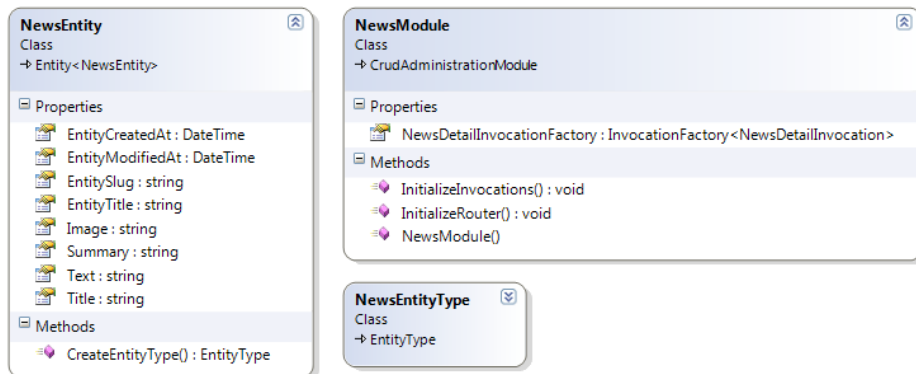 NewsEntity
Class
Entity<NewsEntity>
Properties
EntityCreatedAt : DateTime
EntityModifiedAt : DateTime
EntitySlug : string
EntityTitle : string
Image : string
Summary : string
Text : string
Title : string
Methods
CreateEntityType() : EntityType
NewsModule
Class
CrudAdministrationModule
Properties
NewsDetailInvocationFactory : InvocationFactory<NewsDetailInvocation>
Methods
InitializeInvocations() : void
InitializeRouter() : void
NewsModule()
NewsEntityType
Class
EntityType